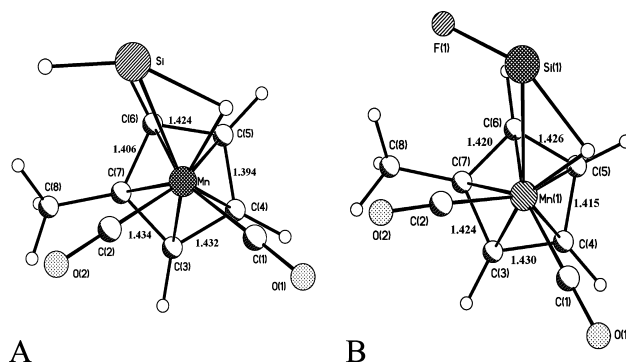 Si
C(6)
1.424
C(5)
1.406
1.394
C(7)
Mn
C(8)
C(4)
1.434
1.432
C(2)
C(3)
C(1)
O(2)
O(1)
A
F(1)
Si(1)
C(6)
1.426
1.420
C(8)
C(7)
C(5)
C(2)
Mn(1)
1.415
O(2)
1.424
C(4)
C(3)
1.430
C(1)
O(1
B